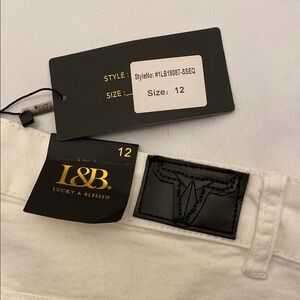 STYLE:
StyleNo: #1LB18087-SSEQ
SIZE:
Size: 12
12
L&B.
LUCKY & BLESSED